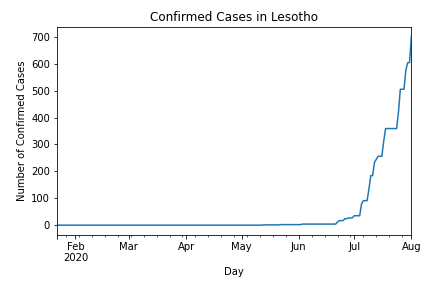 Confirmed Cases in Lesotho
700
600
500
400
300
200
100
0
Number of Confirmed Cases
Feb Mar Apr May Jun Jul Aug
2020
Day